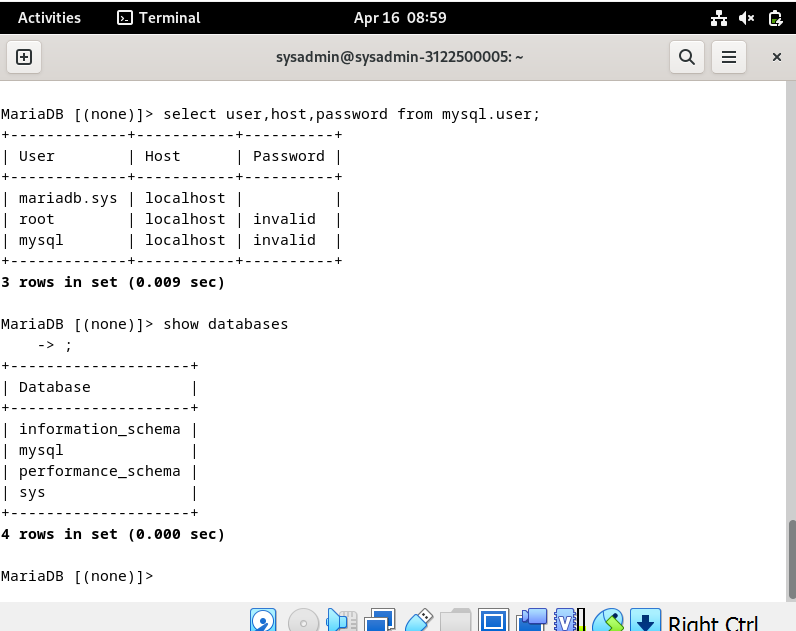 Activities Terminal Apr 16 08:59
sysadmin@sysadmin-3122500005: ~
MariaDB [(none)]> select user,host,password from mysql.user;
+-------------+-----------+----------+
| User        | Host      | Password |
+-------------+-----------+----------+
| mariadb.sys | localhost |          |
| root        | localhost | invalid  |
| mysql       | localhost | invalid  |
+-------------+-----------+----------+
3 rows in set (0.009 sec)
MariaDB [(none)]> show databases
    -> ;
+--------------------+
| Database           |
+--------------------+
| information_schema |
| mysql              |
| performance_schema |
| sys                |
+--------------------+
4 rows in set (0.000 sec)
MariaDB [(none)]>
Right Ctrl